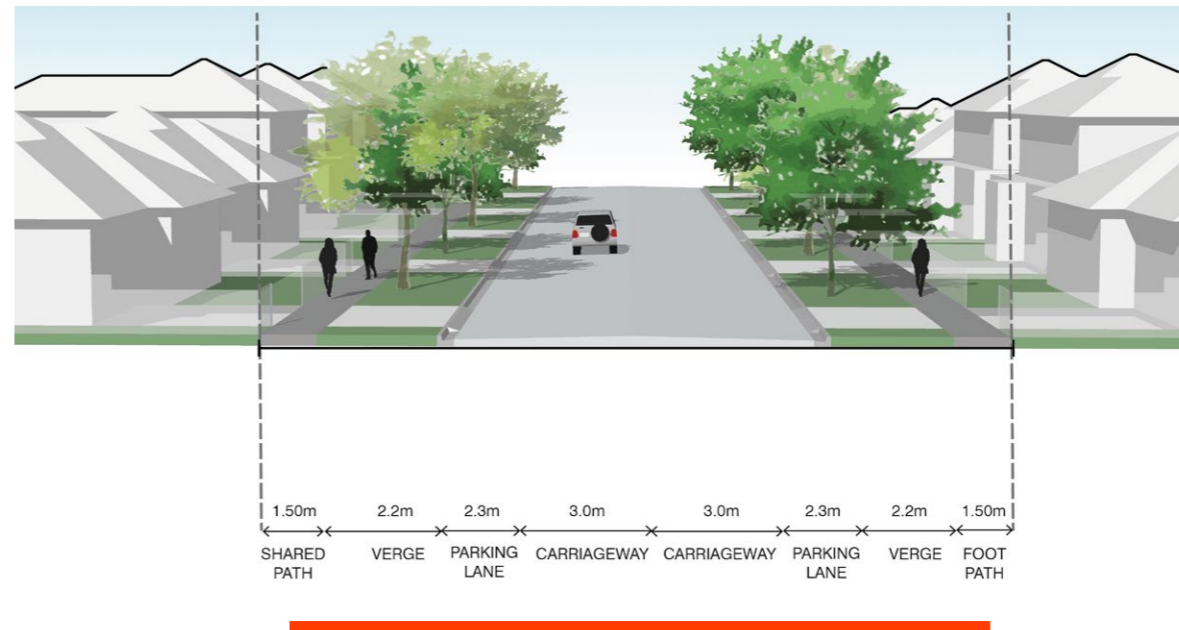 1.50m 2.2m 2.3m 3.0m 3.0m 2.3m 2.2m 1.50m
SHARED VERGE PARKING CARRIAGEWAY CARRIAGEWAY PARKING VERGE FOOT
PATH LANE LANE PATH